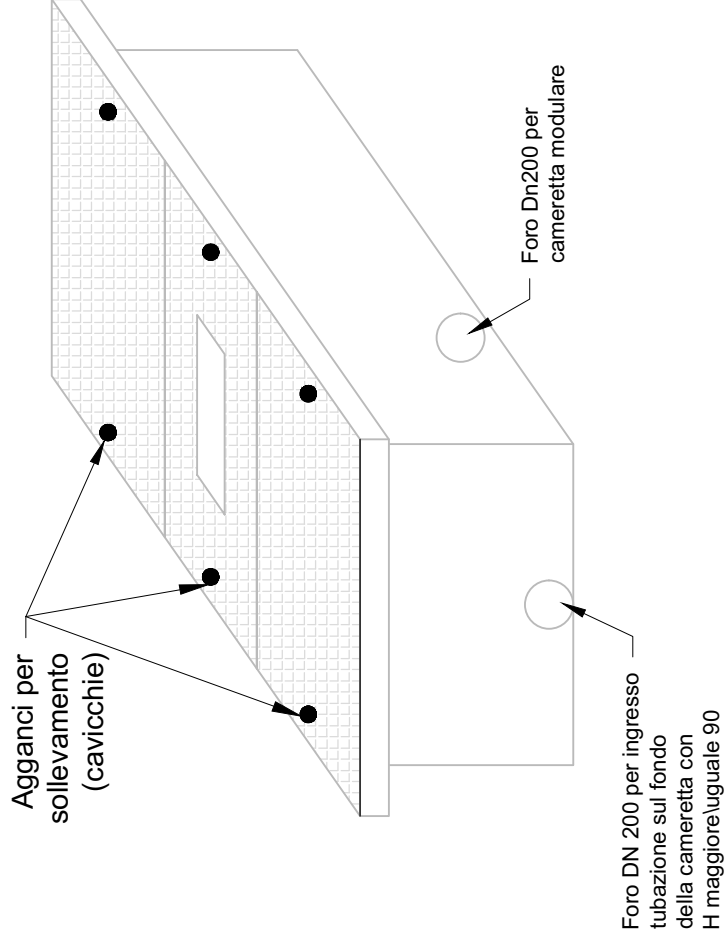 Agganci per
sollevamento
(cavicchie)
Foro Dn200 per
cameretta modulare
Foro DN 200 per ingresso
tubazione sul fondo
della cameretta con
H maggiore\uguale 90